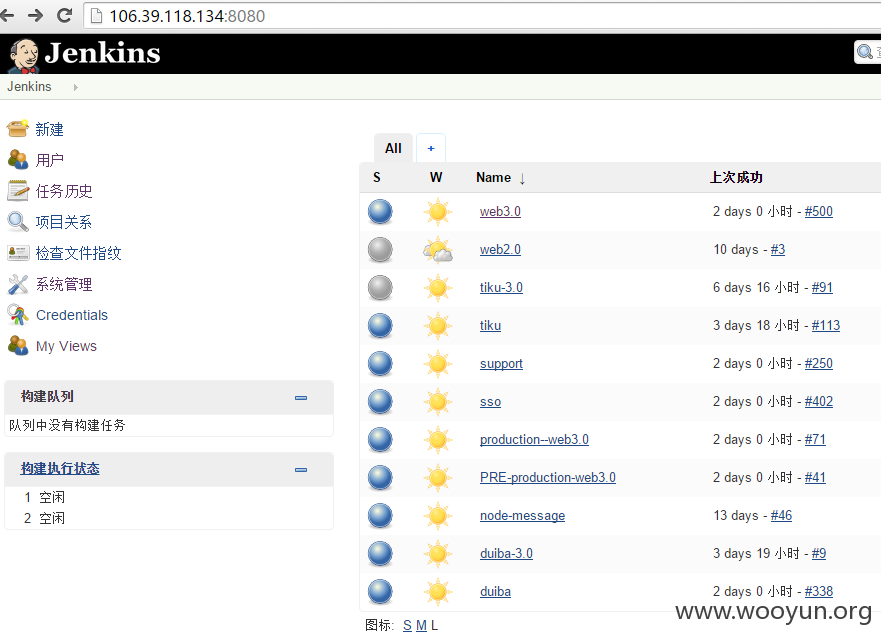 106.39.118.134:8080
Jenkins
Jenkins
新建
用户
任务历史
项目关系
检查文件指纹
系统管理
Credentials
My Views
构建队列
队列中没有构建任务
构建执行状态
1 空闲
2 空闲
All +
S W Name ↓ 上次成功
web3.0 2 days 0 小时 - #500
web2.0 10 days - #3
tiku-3.0 6 days 16 小时 - #91
tiku 3 days 18 小时 - #113
support 2 days 0 小时 - #250
sso 2 days 0 小时 - #402
production--web3.0 2 days 0 小时 - #71
PRE-production-web3.0 2 days 0 小时 - #41
node-message 13 days - #46
duiba-3.0 3 days 19 小时 - #9
duiba 2 days 0 小时 - #338
图标: S M L
www.wooyun.org